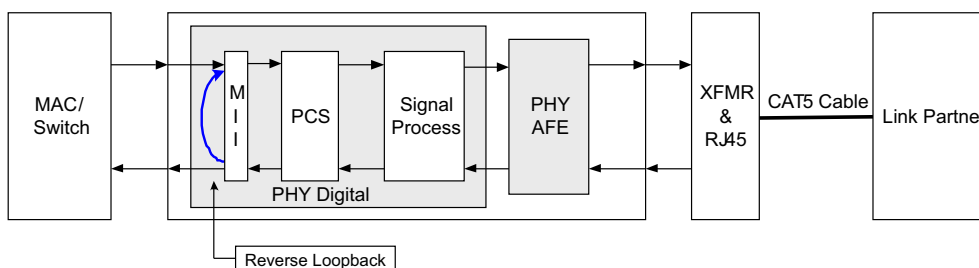 MAC/
Switch
M
I
I
PCS
Signal
Process
PHY Digital
PHY
AFE
XFMR
&
RJ45
CAT5 Cable
Link Partne
Reverse Loopback